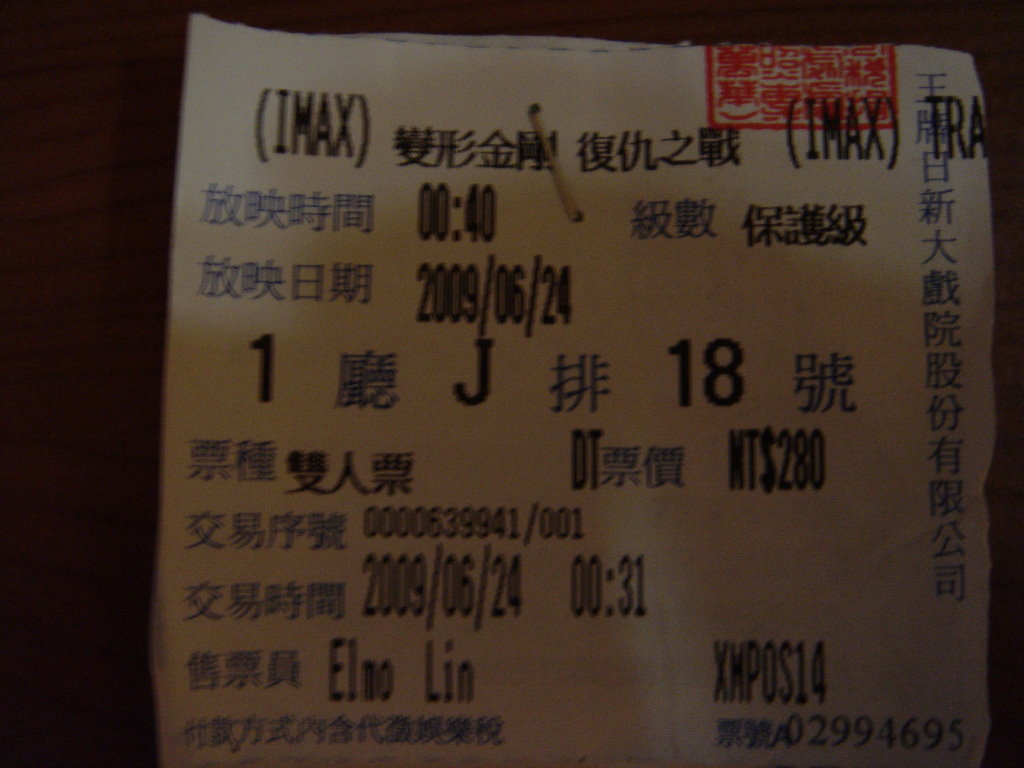 (IMAX) 變形金剛 復仇之戰 (IMAX) TRA
放映時間 00:40 級數 保護級
放映日期 2009/06/24
1 廳 J 排 18 號
票種 雙人票 DT票價 NT$280
交易序號 0000639941/001
交易時間 2009/06/24 00:31
售票員 Elmo Lin XMPOS14
付款方式內含代徵娛樂稅 票號A02994695
王牌日新大戲院股份有限公司